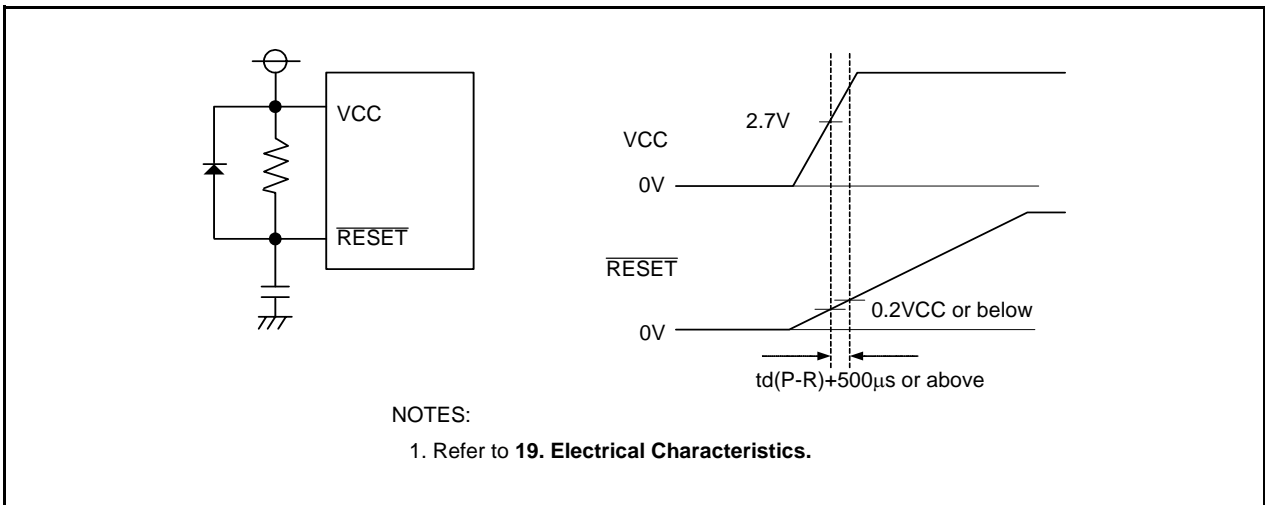 VCC
RESET
2.7V
VCC
0V
RESET
0.2VCC or below
0V
td(P-R)+500μs or above
NOTES:
1. Refer to 19. Electrical Characteristics.